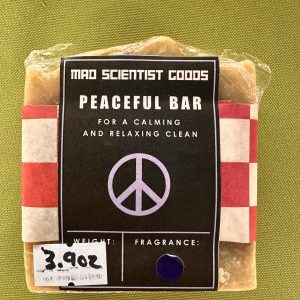 MAD SCIENTIST GOODS
PEACEFUL BAR
FOR A CALMING
AND RELAXING CLEAN
WEIGHT: FRAGRANCE:
3.9oz